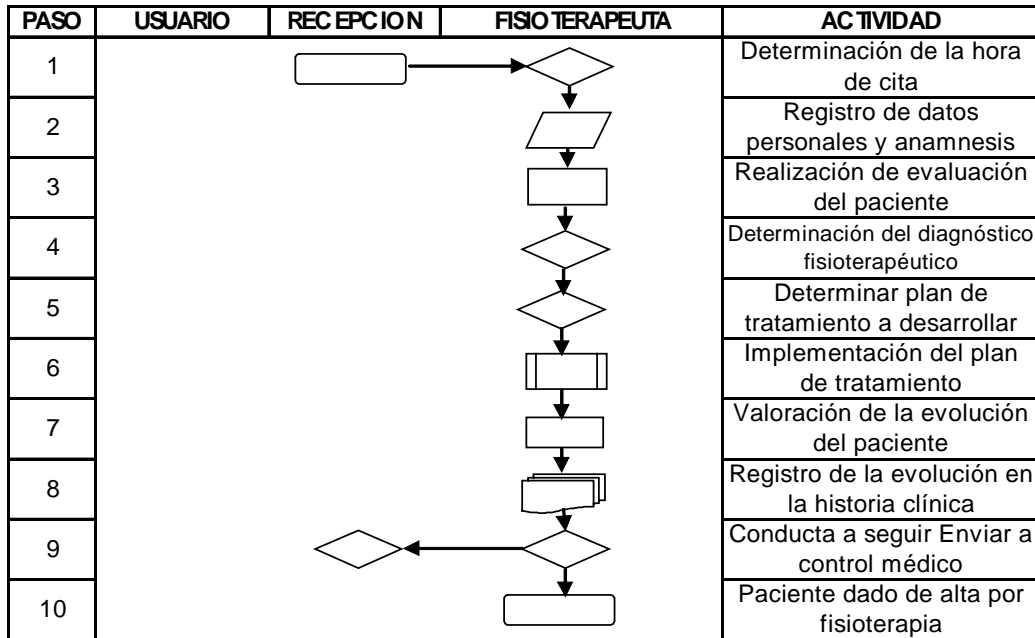 PASO USUARIO RECEPCION FISIOTERAPEUTA ACTIVIDAD
1 Determinación de la hora
de cita
2 Registro de datos
personales y anamnesis
3 Realización de evaluación
del paciente
4 Determinación del diagnóstico
fisioterapéutico
5 Determinar plan de
tratamiento a desarrollar
6 Implementación del plan
de tratamiento
7 Valoración de la evolución
del paciente
8 Registro de la evolución en
la historia clínica
9 Conducta a seguir Enviar a
control médico
10 Paciente dado de alta por
fisioterapia